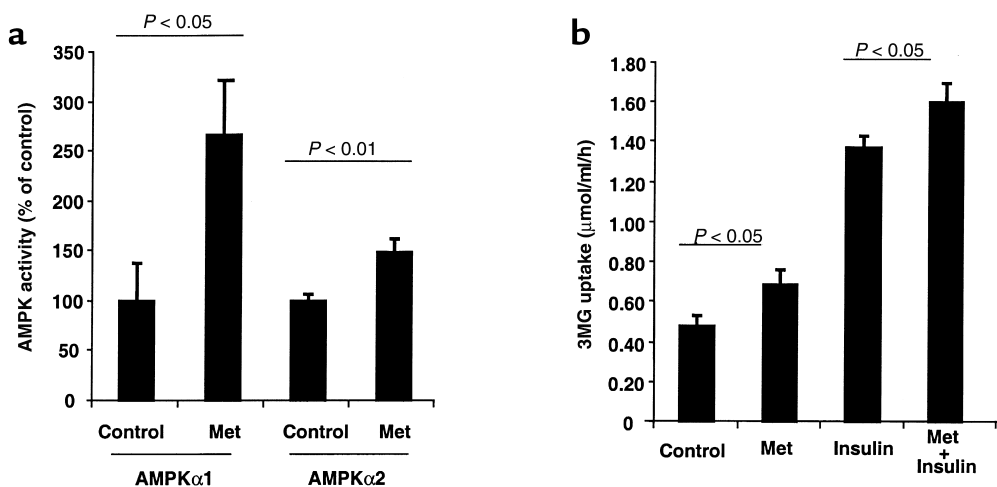 a
P < 0.05
350
300
250
200
150
100
50
0
AMPK activity (% of control)
P < 0.01
Control Met Control Met
AMPKα1 AMPKα2
b
P < 0.05
1.80
1.60
1.40
1.20
1.00
0.80
0.60
0.40
0.20
0
3MG uptake (μmol/ml/h)
P < 0.05
Control Met Insulin Met
+
Insulin